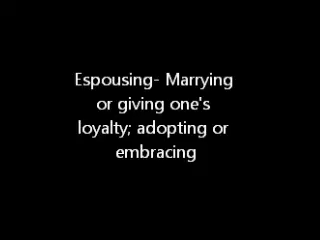 Espousing- Marrying
or giving one's
loyalty; adopting or
embracing